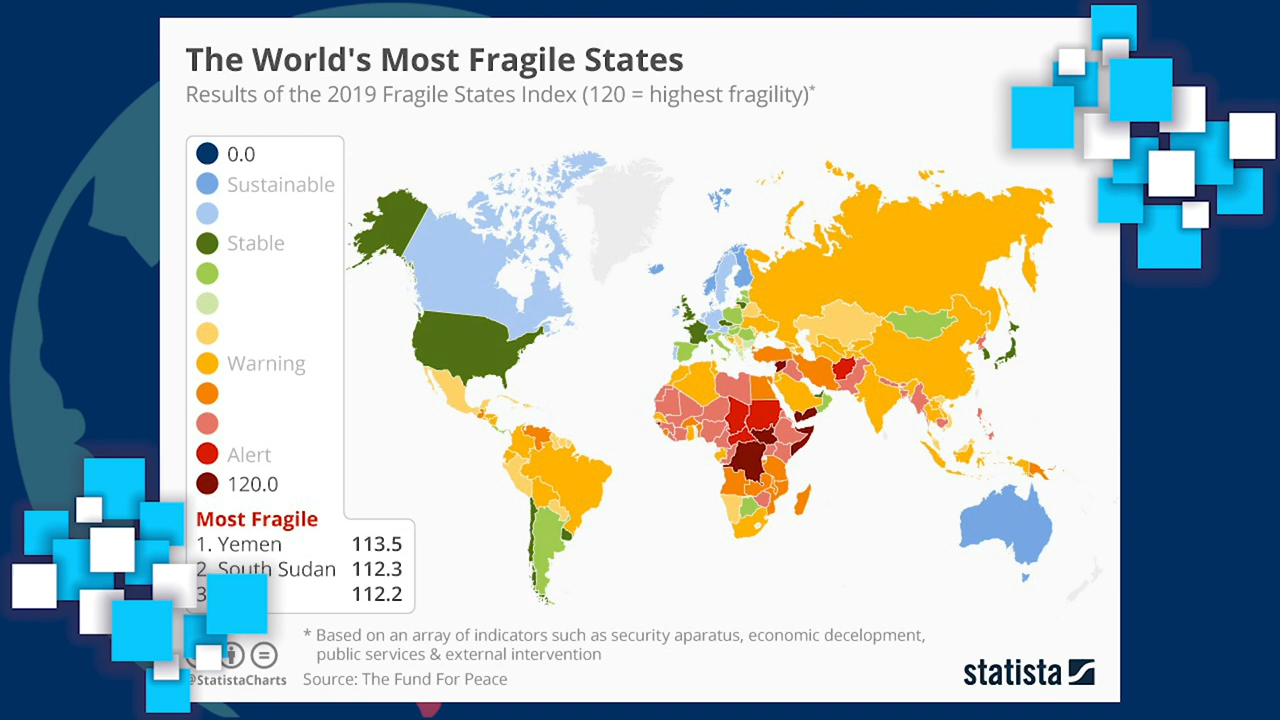 The World's Most Fragile States
Results of the 2019 Fragile States Index (120 = highest fragility)*
0.0
Sustainable
Stable
Warning
Alert
120.0
Most Fragile
1. Yemen 113.5
2 South Sudan 112.3
3 112.2
* Based on an array of indicators such as security aparatus, economic decelopment,
public services & external intervention
@StatistaCharts Source: The Fund For Peace
statista